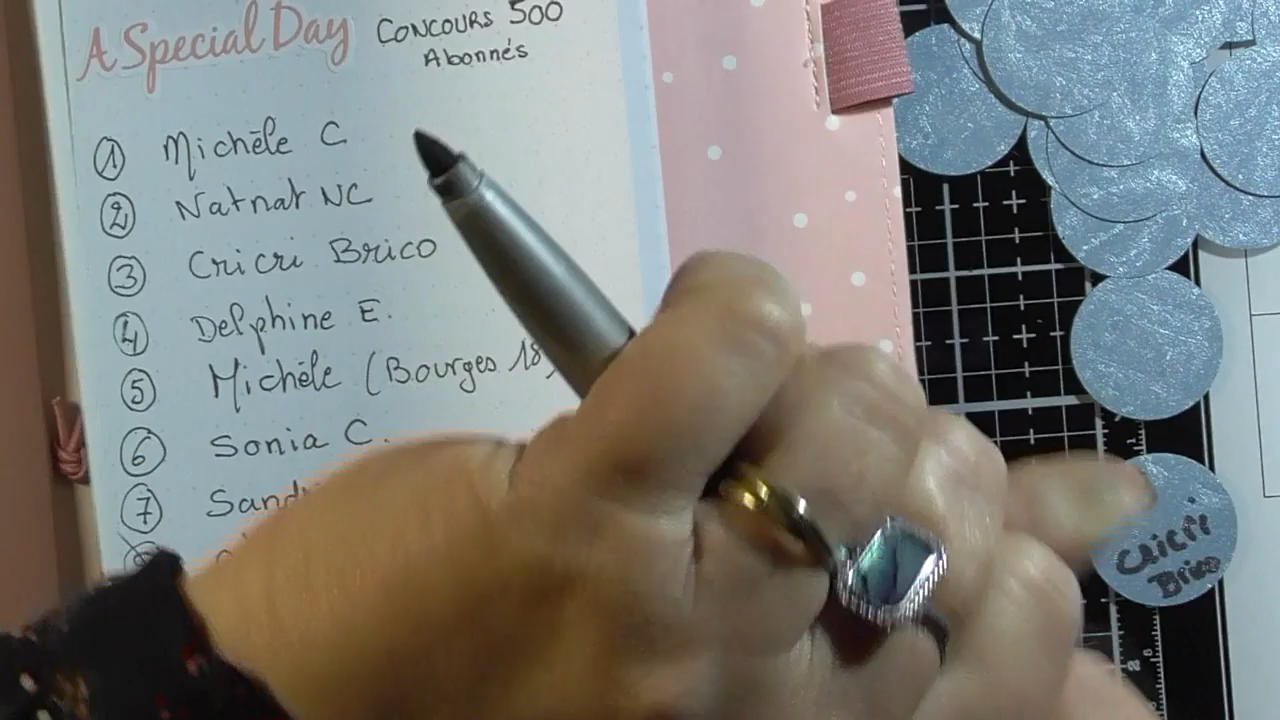 A Special Day
CONCOURS 500
Abonnés
① Michèle C
② Natnat NC
③ Cricri Brico
④ Delphine E.
⑤ Michèle (Bourges 18)
⑥ Sonia C.
⑦
Cricri
Brico